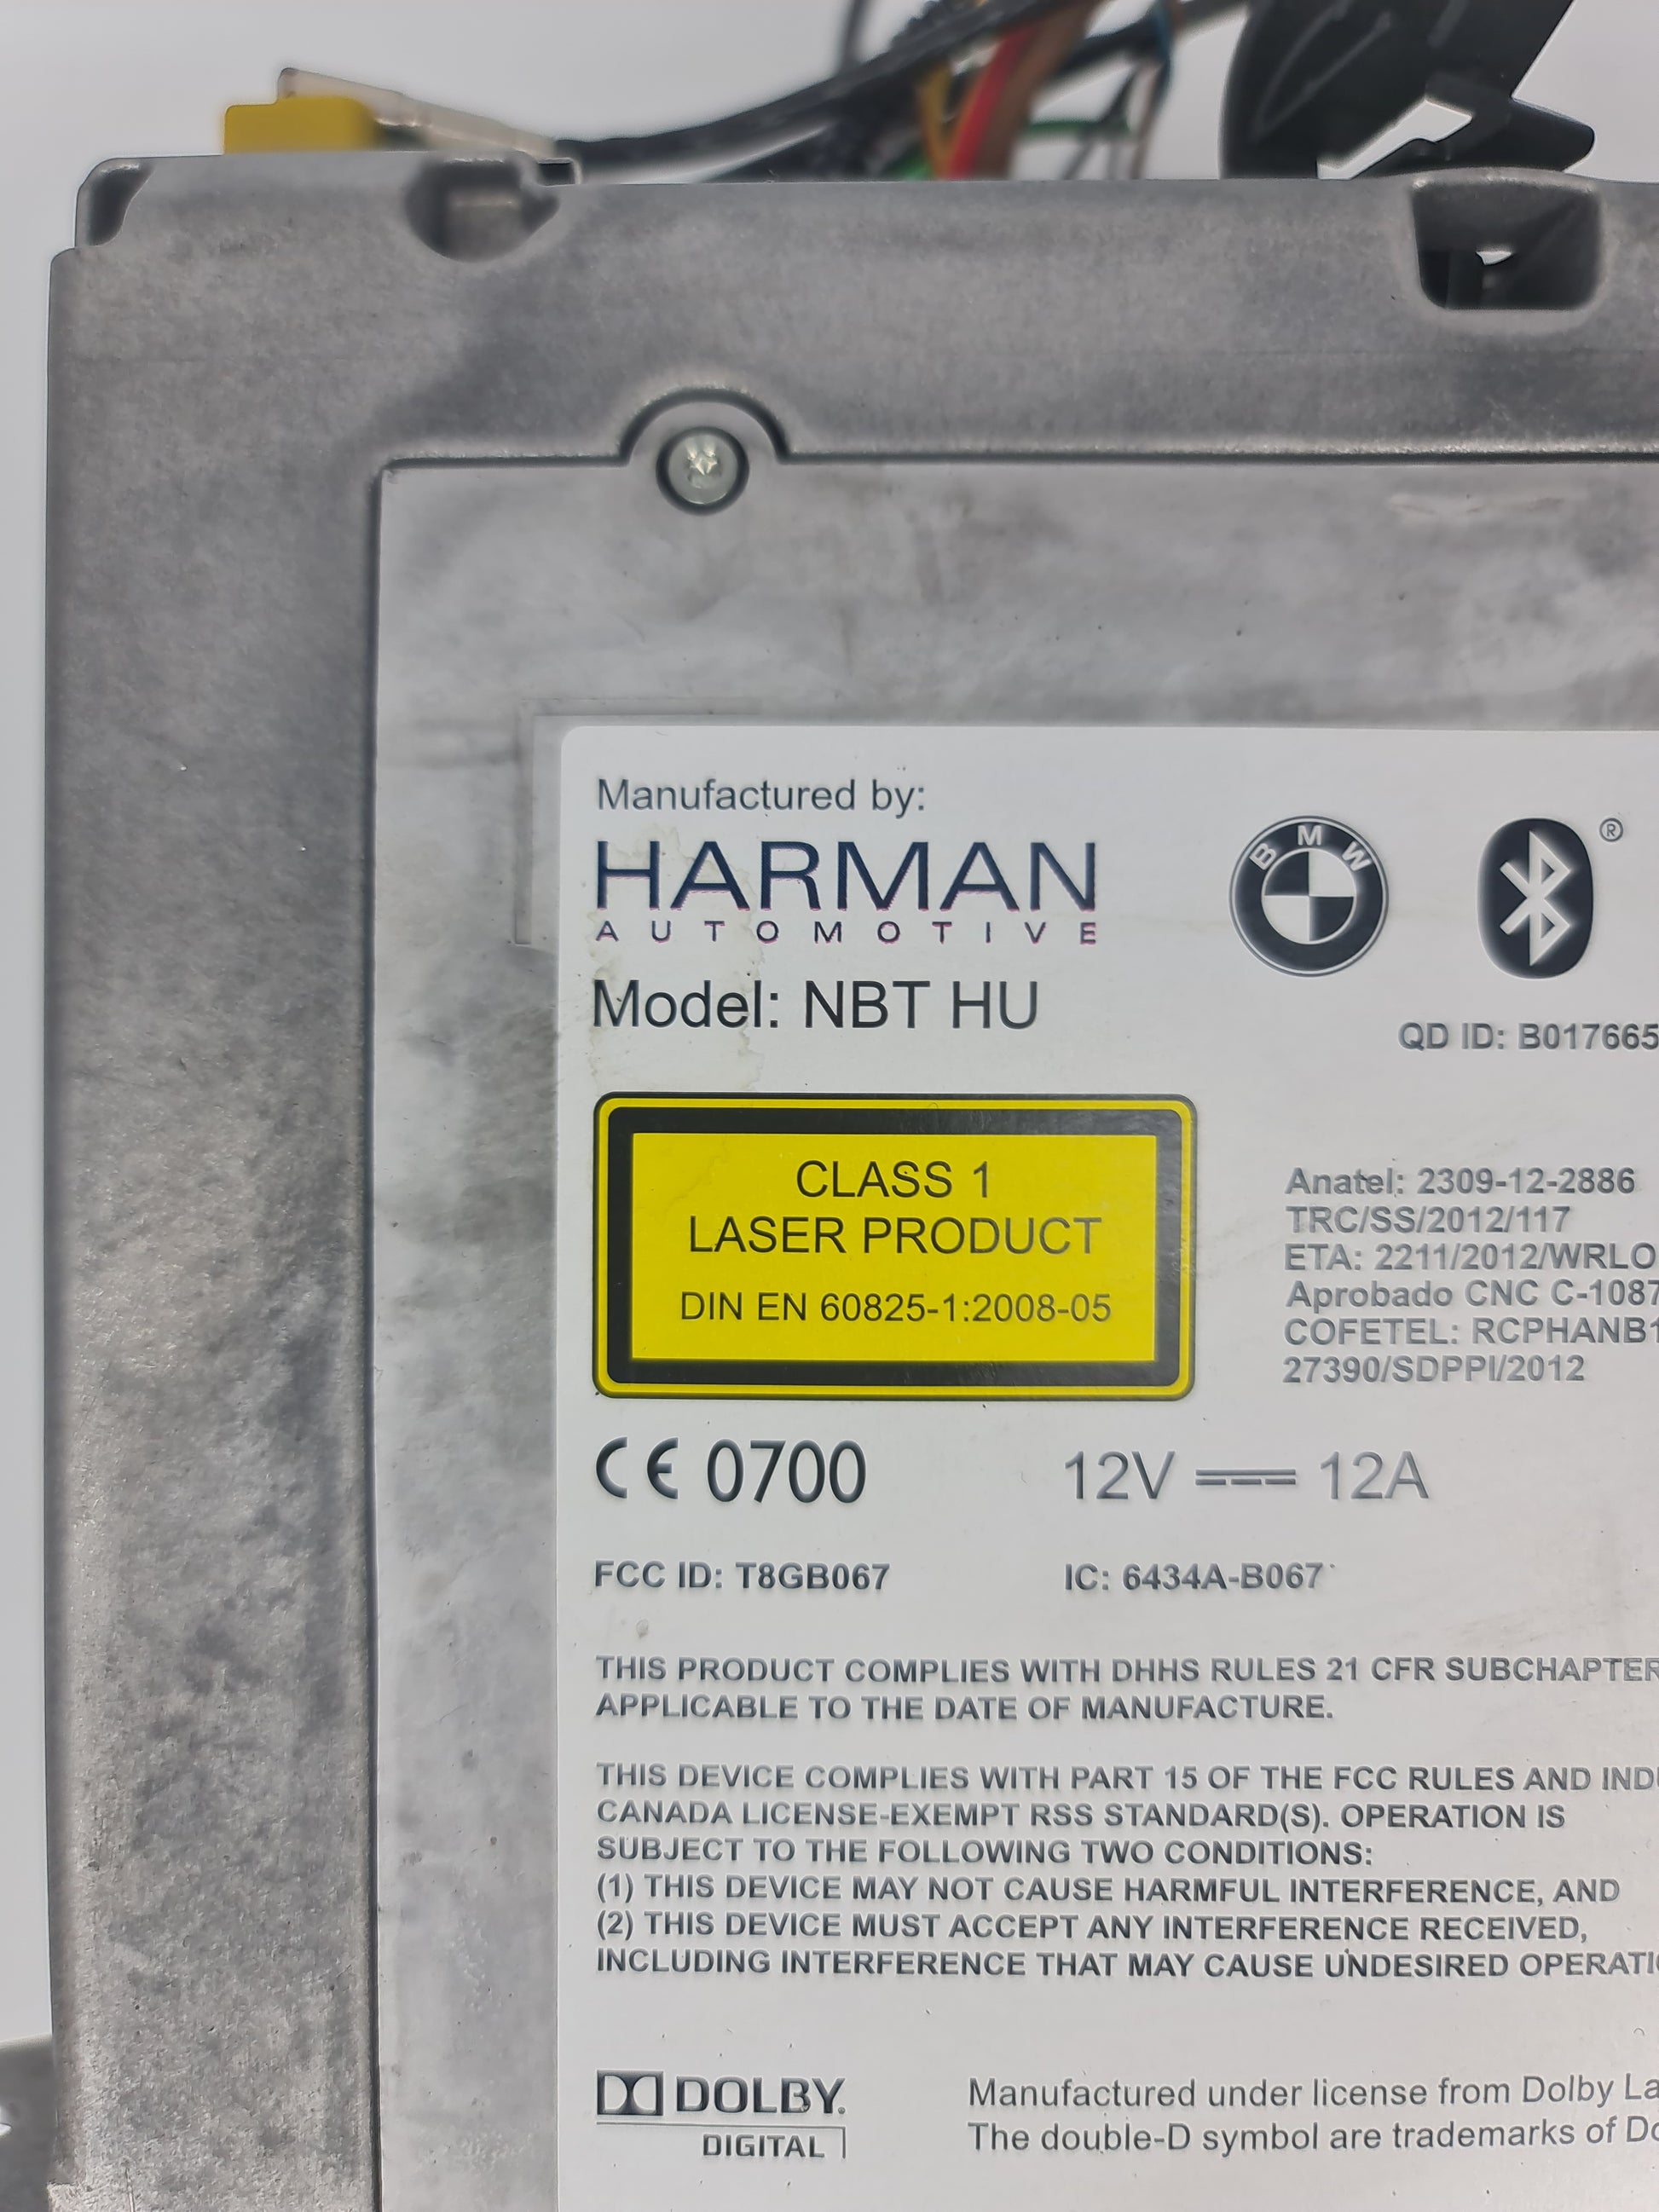 Manufactured by:
HARMAN
AUTOMOTIVE
BMW
®
Model: NBT HU
QD ID: B017665
CLASS 1
LASER PRODUCT
DIN EN 60825-1:2008-05
Anatel: 2309-12-2886
TRC/SS/2012/117
ETA: 2211/2012/WRLO
Aprobado CNC C-1087
COFETEL: RCPHANB1
27390/SDPPI/2012
CE 0700
12V 12A
FCC ID: T8GB067
IC: 6434A-B067
THIS PRODUCT COMPLIES WITH DHHS RULES 21 CFR SUBCHAPTER
APPLICABLE TO THE DATE OF MANUFACTURE.
THIS DEVICE COMPLIES WITH PART 15 OF THE FCC RULES AND IND
CANADA LICENSE-EXEMPT RSS STANDARD(S). OPERATION IS
SUBJECT TO THE FOLLOWING TWO CONDITIONS:
(1) THIS DEVICE MAY NOT CAUSE HARMFUL INTERFERENCE, AND
(2) THIS DEVICE MUST ACCEPT ANY INTERFERENCE RECEIVED,
INCLUDING INTERFERENCE THAT MAY CAUSE UNDESIRED OPERATI
DOLBY.
DIGITAL
Manufactured under license from Dolby La
The double-D symbol are trademarks of Do